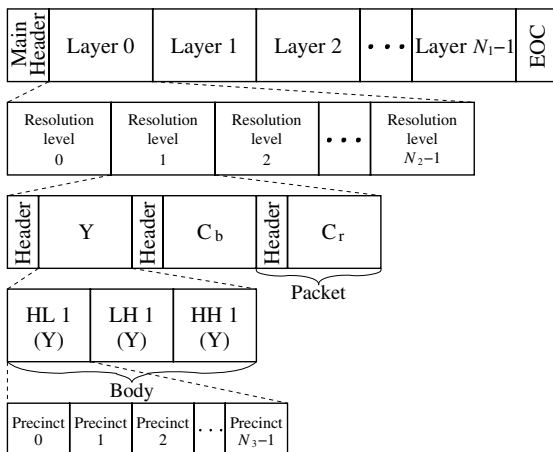 Main Header Layer 0 Layer 1 Layer 2 • • • Layer N₁−1 EOC
Resolution level 0 Resolution level 1 Resolution level 2 • • • Resolution level N₂−1
Header Y Header C b Header C r
Packet
HL 1 (Y) LH 1 (Y) HH 1 (Y)
Body
Precinct 0 Precinct 1 Precinct 2 • • • Precinct N₃−1